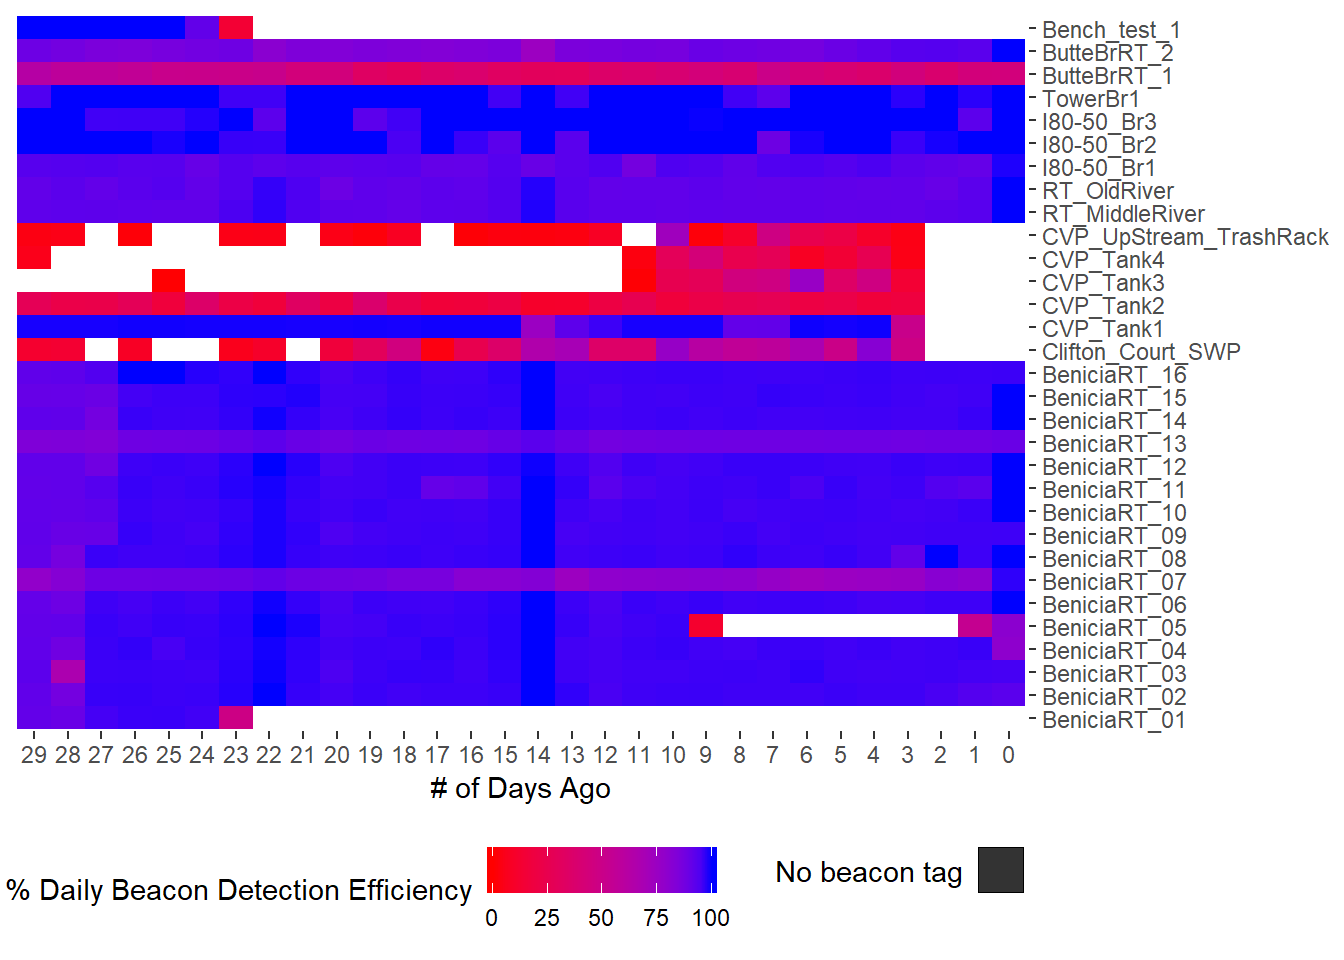 Bench_test_1
ButteBrRT_2
ButteBrRT_1
TowerBr1
I80-50_Br3
I80-50_Br2
I80-50_Br1
RT_OldRiver
RT_MiddleRiver
CVP_UpStream_TrashRack
CVP_Tank4
CVP_Tank3
CVP_Tank2
CVP_Tank1
Clifton_Court_SWP
BeniciaRT_16
BeniciaRT_15
BeniciaRT_14
BeniciaRT_13
BeniciaRT_12
BeniciaRT_11
BeniciaRT_10
BeniciaRT_09
BeniciaRT_08
BeniciaRT_07
BeniciaRT_06
BeniciaRT_05
BeniciaRT_04
BeniciaRT_03
BeniciaRT_02
BeniciaRT_01
29 28 27 26 25 24 23 22 21 20 19 18 17 16 15 14 13 12 11 10 9 8 7 6 5 4 3 2 1 0
# of Days Ago
% Daily Beacon Detection Efficiency
0 25 50 75 100
No beacon tag